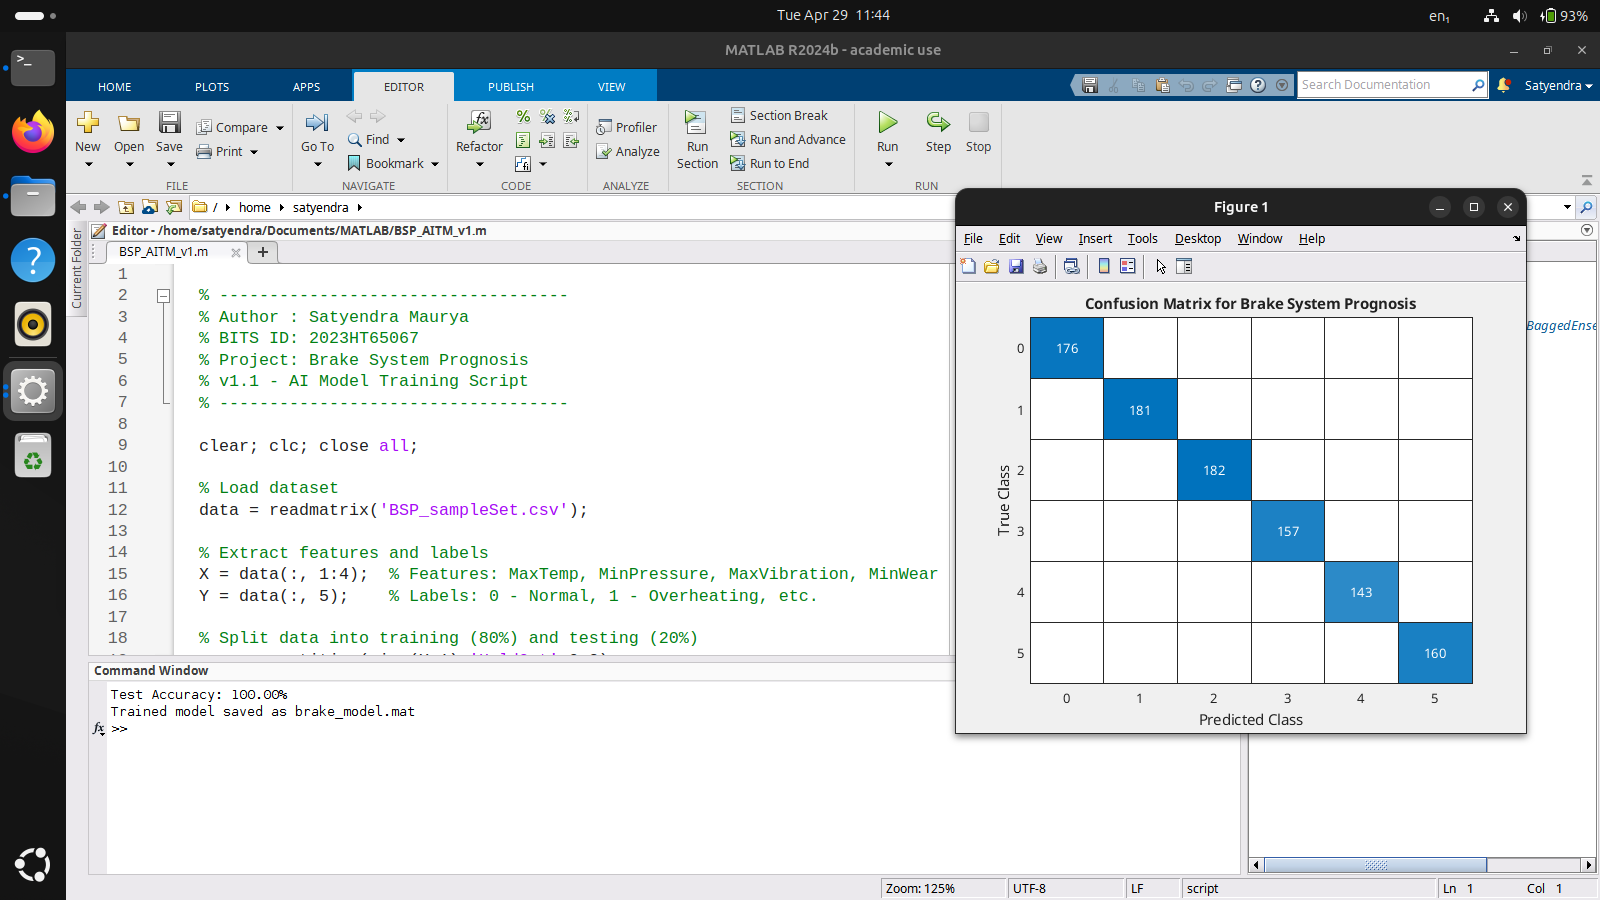 Tue Apr 29 11:44
en1
93%
MATLAB R2024b - academic use
HOME
PLOTS
APPS
EDITOR
PUBLISH
VIEW
Search Documentation
Satyendra
New
Open
Save
Compare
Print
FILE
Go To
Find
Bookmark
NAVIGATE
Refactor
CODE
Profiler
Analyze
ANALYZE
Run Section
Section Break
Run and Advance
Run to End
SECTION
Run
Step
Stop
RUN
/ home satyendra
Current Folder
Editor - /home/satyendra/Documents/MATLAB/BSP_AITM_v1.m
BSP_AITM_v1.m
1
2 % -----------------------------------
3 % Author : Satyendra Maurya
4 % BITS ID: 2023HT65067
5 % Project: Brake System Prognosis
6 % v1.1 - AI Model Training Script
7 % -----------------------------------
8
9 clear; clc; close all;
10
11 % Load dataset
12 data = readmatrix('BSP_sampleSet.csv');
13
14 % Extract features and labels
15 X = data(:, 1:4);  % Features: MaxTemp, MinPressure, MaxVibration, MinWear
16 Y = data(:, 5);    % Labels: 0 - Normal, 1 - Overheating, etc.
17
18 % Split data into training (80%) and testing (20%)
Command Window
Test Accuracy: 100.00%
Trained model saved as brake_model.mat
fx >>
Figure 1
File Edit View Insert Tools Desktop Window Help
Confusion Matrix for Brake System Prognosis
True Class
0 176
1 181
2 182
3 157
4 143
5 160
0 1 2 3 4 5
Predicted Class
BaggedEnse
Zoom: 125%
UTF-8
LF
script
Ln 1
Col 1